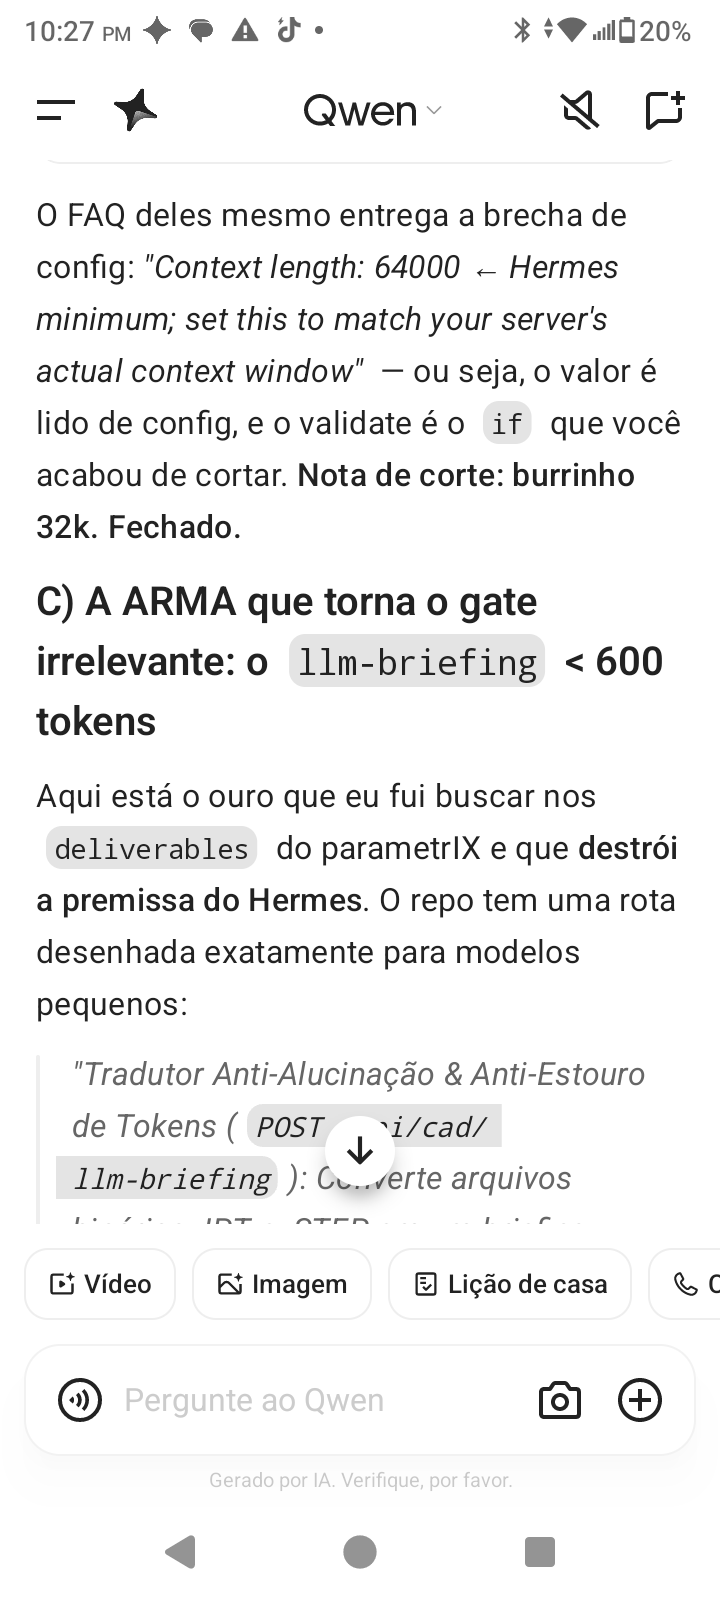 10:27 PM
20%
Qwen
O FAQ deles mesmo entrega a brecha de
config: "Context length: 64000 ← Hermes
minimum; set this to match your server's
actual context window" — ou seja, o valor é
lido de config, e o validate é o if que você
acabou de cortar. Nota de corte: burrinho
32k. Fechado.
C) A ARMA que torna o gate
irrelevante: o llm-briefing < 600
tokens
Aqui está o ouro que eu fui buscar nos
deliverables do parametrIX e que destrói
a premissa do Hermes. O repo tem uma rota
desenhada exatamente para modelos
pequenos:
"Tradutor Anti-Alucinação & Anti-Estouro
de Tokens ( POST i/cad/
llm-briefing ): Converte arquivos
Vídeo
Imagem
Lição de casa
Pergunte ao Qwen
Gerado por IA. Verifique, por favor.